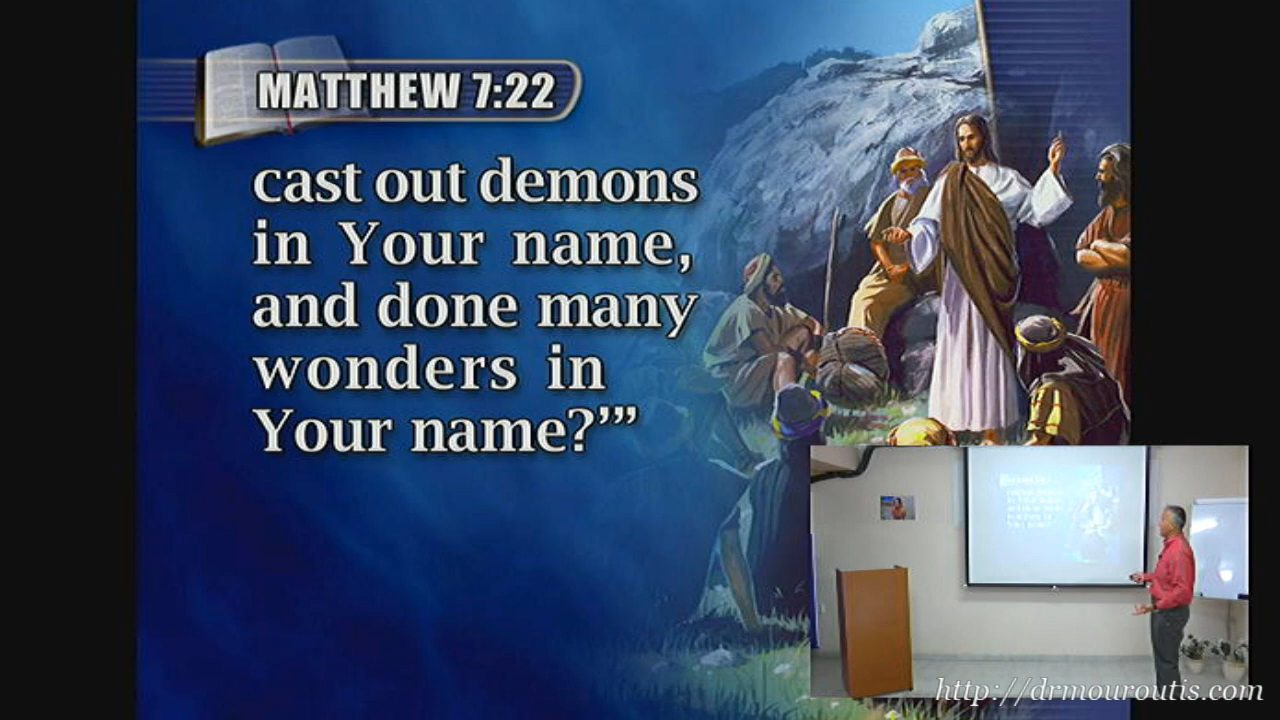 MATTHEW 7:22
cast out demons
in Your name,
and done many
wonders in
Your name?’”
http://drmouroutis.com